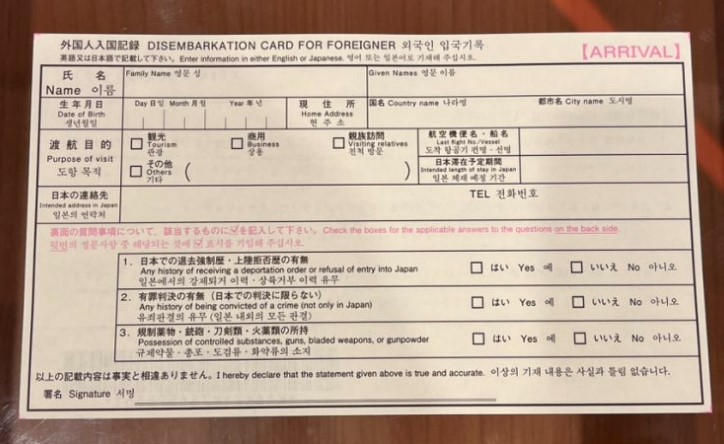 外国人入国記録 DISEMBARKATION CARD FOR FOREIGNER 외국인 입국기록
英語又は日本語で記載して下さい。Enter information in either English or Japanese. 영어 또는 일본어로 기재해 주십시오.
【ARRIVAL】
氏 名
Name 이름
Family Name 영문 성
Given Names 영문 이름
生年月日
Date of Birth
생년월일
Day 日 일 Month 月 월 Year 年 년
現住所
Home Address
현 주 소
国名 Country name 나라명
都市名 City name 도시명
渡航目的
Purpose of visit
도항 목적
観光
Tourism
관광
商用
Business
상용
親族訪問
Visiting relatives
친척 방문
その他
Others
기타
( )
航空機便名・船名
Last flight No./Vessel
도착 항공기 편명・선명
日本滞在予定期間
Intended length of stay in Japan
일본 체재 예정 기간
日本の連絡先
Intended address in Japan
일본의 연락처
TEL 전화번호
裏面の質問事項について、該当するものに☑を記入して下さい。Check the boxes for the applicable answers to the questions on the back side.
뒷면의 질문사항 중 해당되는 것에 ☑ 표시를 기입해 주십시오.
1. 日本での退去強制歴・上陸拒否歴の有無
Any history of receiving a deportation order or refusal of entry into Japan
일본에서의 강제퇴거 이력・상륙거부 이력 유무
はい Yes 예 いいえ No 아니오
2. 有罪判決の有無（日本での判決に限らない）
Any history of being convicted of a crime (not only in Japan)
유죄판결의 유무 (일본 내외의 모든 판결)
はい Yes 예 いいえ No 아니오
3. 規制薬物・銃砲・刀剣類・火薬類の所持
Possession of controlled substances, guns, bladed weapons, or gunpowder
규제약물・총포・도검류・화약류의 소지
はい Yes 예 いいえ No 아니오
以上の記載内容は事実と相違ありません。I hereby declare that the statement given above is true and accurate. 이상의 기재 내용은 사실과 틀림 없습니다.
署名 Signature 서명